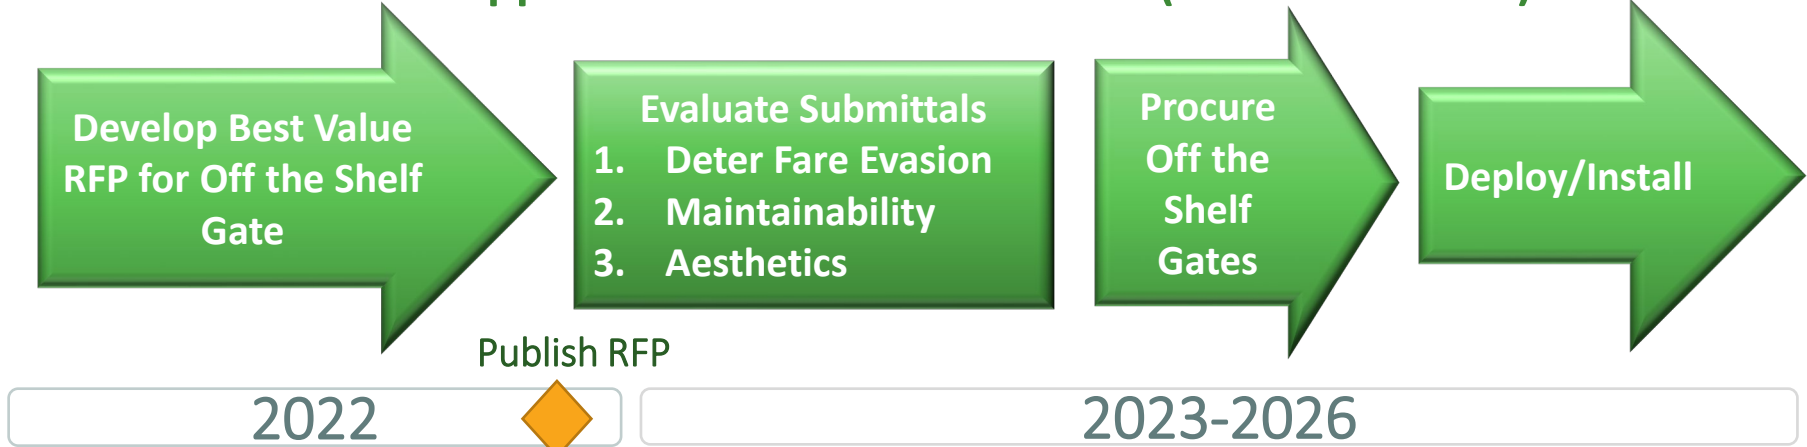 Develop Best Value
RFP for Off the Shelf
Gate
Evaluate Submittals
1. Deter Fare Evasion
2. Maintainability
3. Aesthetics
Procure
Off the
Shelf
Gates
Deploy/Install
Publish RFP
2022
2023-2026